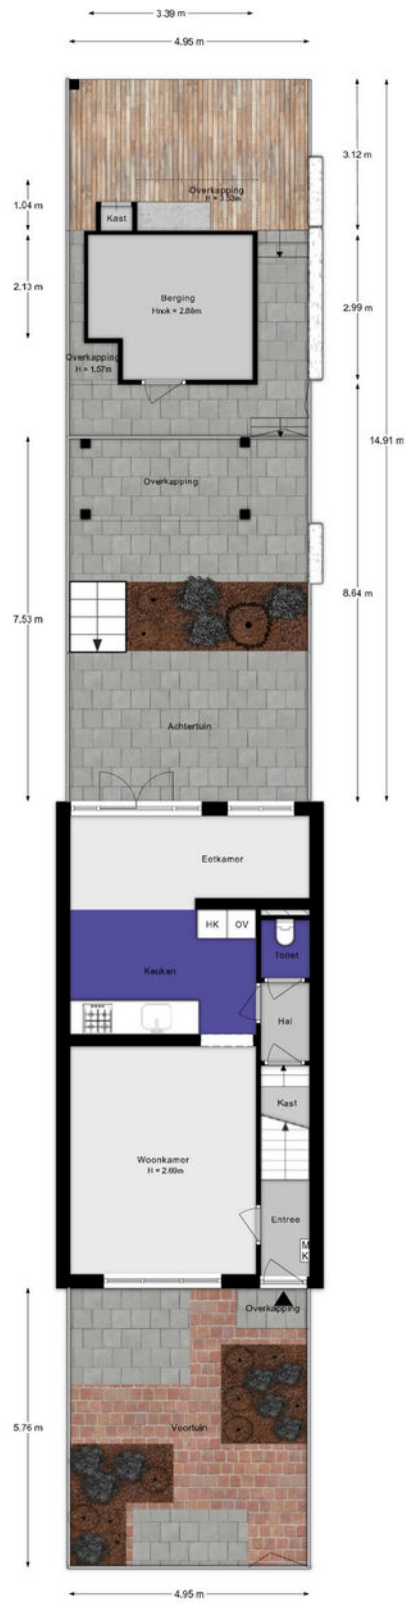 3.39 m
4.95 m
3.12 m
1.04 m
Overkapping
H = 3.53m
Kast
2.13 m
Berging
Hnok = 2.88m
2.99 m
Overkapping
H = 1.57m
14.91 m
Overkapping
7.53 m
8.64 m
Achtertuin
Eetkamer
HK
OV
Toilet
Keuken
Hal
Kast
Woonkamer
H = 2.69m
Entree
M
K
Overkapping
5.76 m
Voortuin
4.95 m